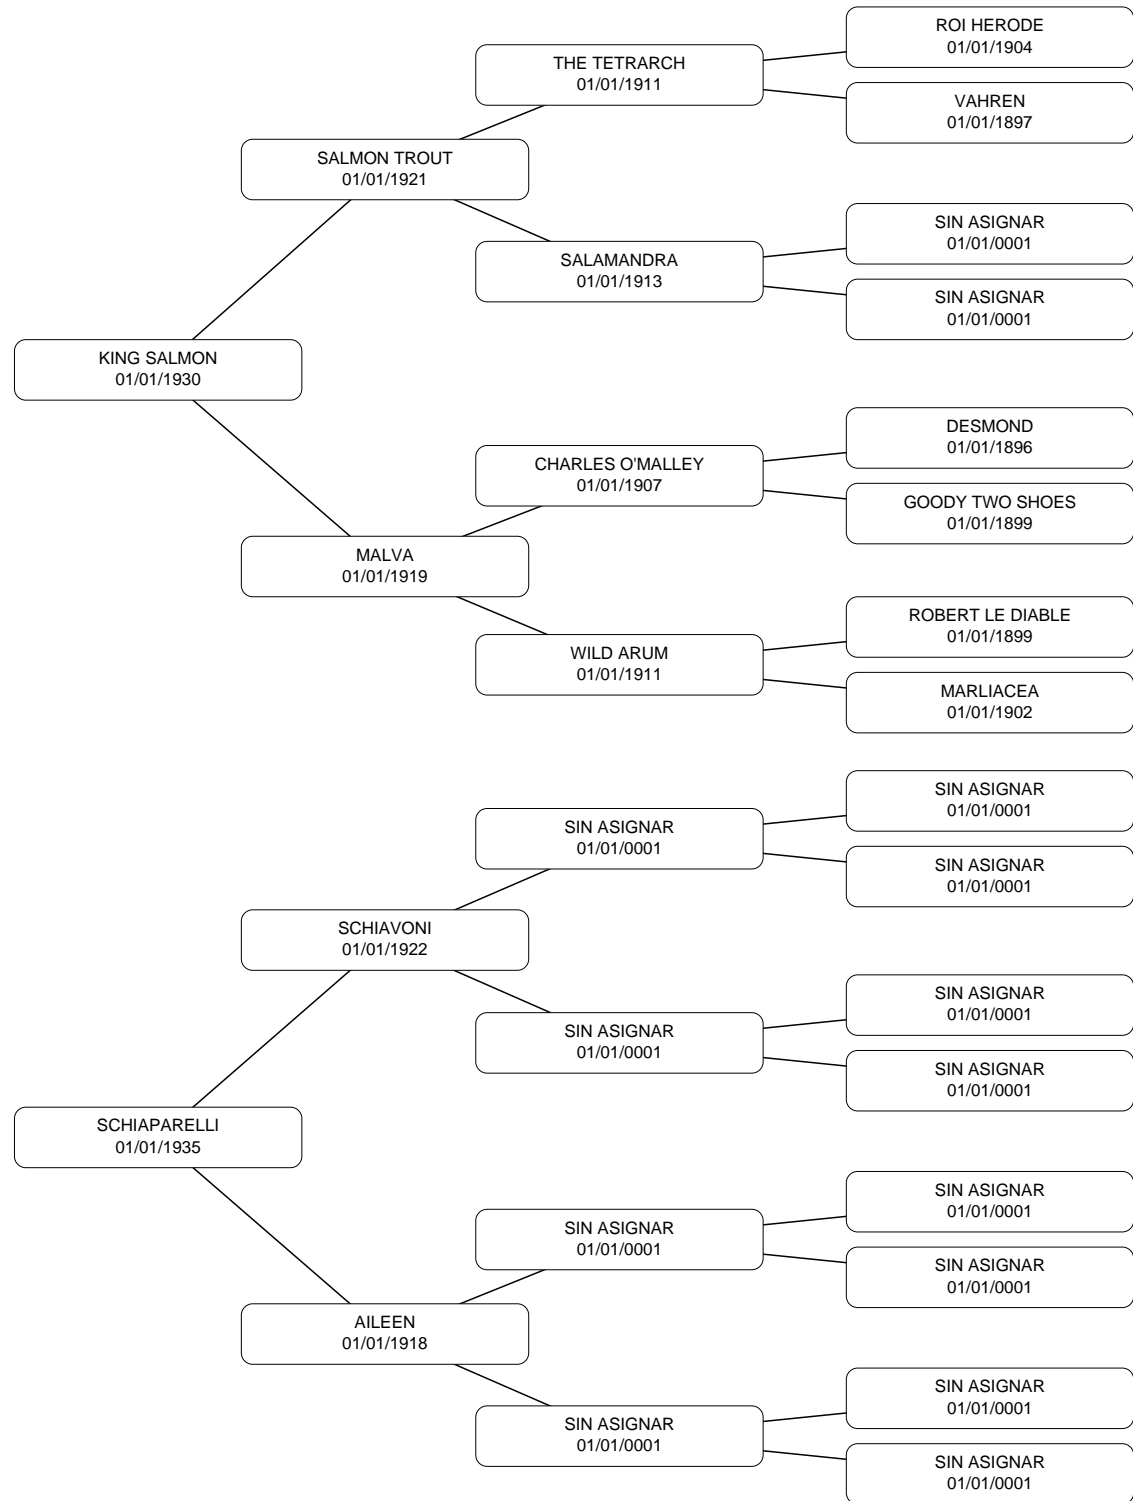 ROI HERODE
01/01/1904
THE TETRARCH
01/01/1911
VAHREN
01/01/1897
SALMON TROUT
01/01/1921
SIN ASIGNAR
01/01/0001
SALAMANDRA
01/01/1913
SIN ASIGNAR
01/01/0001
KING SALMON
01/01/1930
DESMOND
01/01/1896
CHARLES O'MALLEY
01/01/1907
GOODY TWO SHOES
01/01/1899
MALVA
01/01/1919
ROBERT LE DIABLE
01/01/1899
WILD ARUM
01/01/1911
MARLIACEA
01/01/1902
SIN ASIGNAR
01/01/0001
SIN ASIGNAR
01/01/0001
SIN ASIGNAR
01/01/0001
SCHIAVONI
01/01/1922
SIN ASIGNAR
01/01/0001
SIN ASIGNAR
01/01/0001
SIN ASIGNAR
01/01/0001
SCHIAPARELLI
01/01/1935
SIN ASIGNAR
01/01/0001
SIN ASIGNAR
01/01/0001
SIN ASIGNAR
01/01/0001
AILEEN
01/01/1918
SIN ASIGNAR
01/01/0001
SIN ASIGNAR
01/01/0001
SIN ASIGNAR
01/01/0001